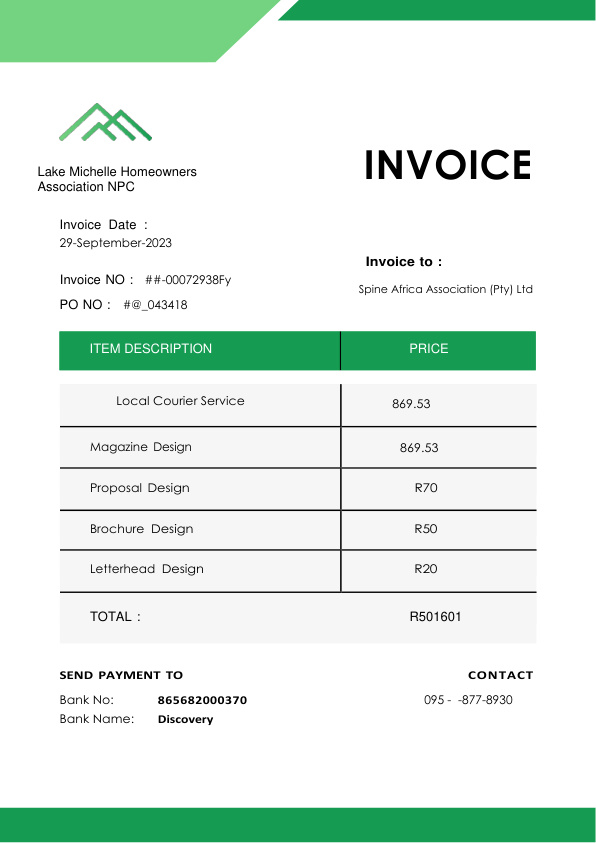 Lake Michelle Homeowners
Association NPC
INVOICE
Invoice Date :
29-September-2023
Invoice to :
Invoice NO : ##-00072938Fy
Spine Africa Association (Pty) Ltd
PO NO : #@_043418
ITEM DESCRIPTION PRICE
Local Courier Service 869.53
Magazine Design 869.53
Proposal Design R70
Brochure Design R50
Letterhead Design R20
TOTAL : R501601
SEND PAYMENT TO CONTACT
Bank No: 865682000370 095 - -877-8930
Bank Name: Discovery